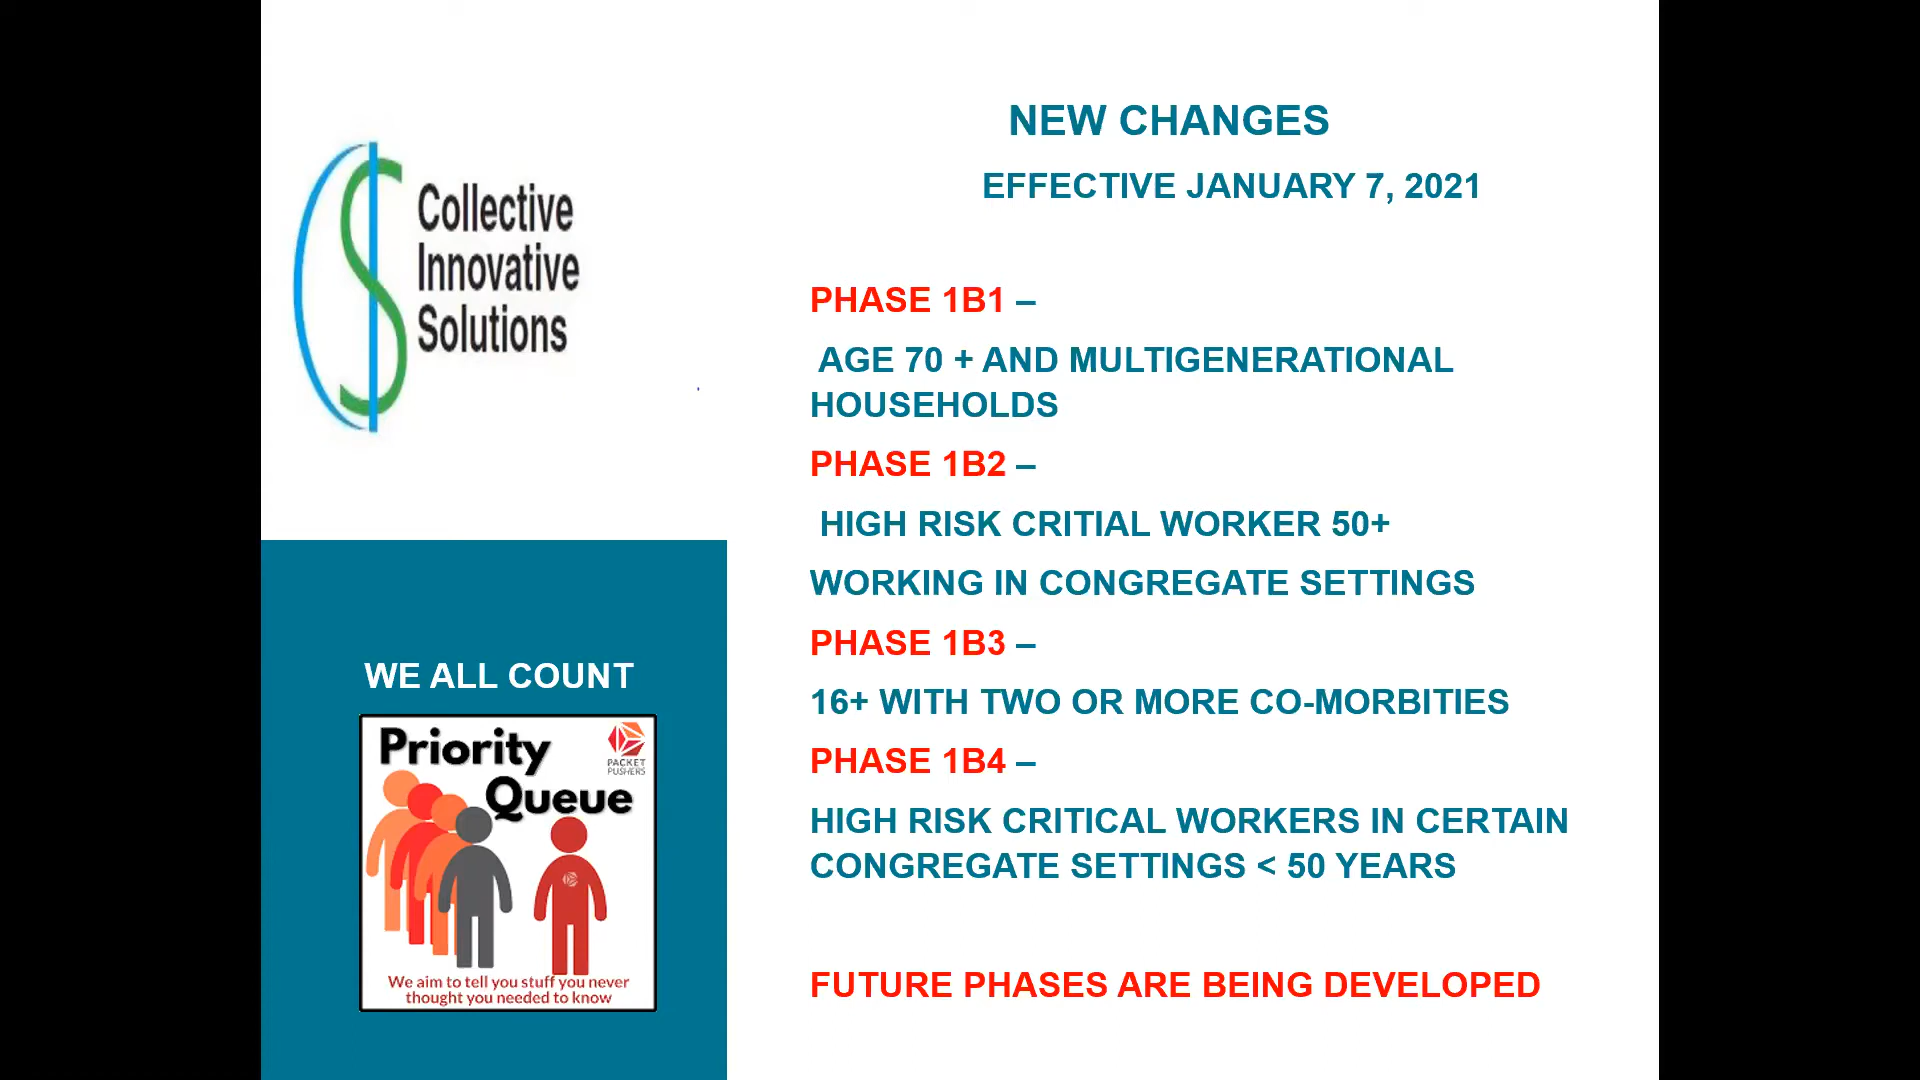 NEW CHANGES
EFFECTIVE JANUARY 7, 2021
Collective
Innovative
Solutions
PHASE 1B1 –
AGE 70 + AND MULTIGENERATIONAL
HOUSEHOLDS
PHASE 1B2 –
HIGH RISK CRITIAL WORKER 50+
WORKING IN CONGREGATE SETTINGS
PHASE 1B3 –
16+ WITH TWO OR MORE CO-MORBITIES
PHASE 1B4 –
HIGH RISK CRITICAL WORKERS IN CERTAIN
CONGREGATE SETTINGS < 50 YEARS
FUTURE PHASES ARE BEING DEVELOPED
WE ALL COUNT
Priority
Queue
PACKET
PUSHERS
We aim to tell you stuff you never
thought you needed to know